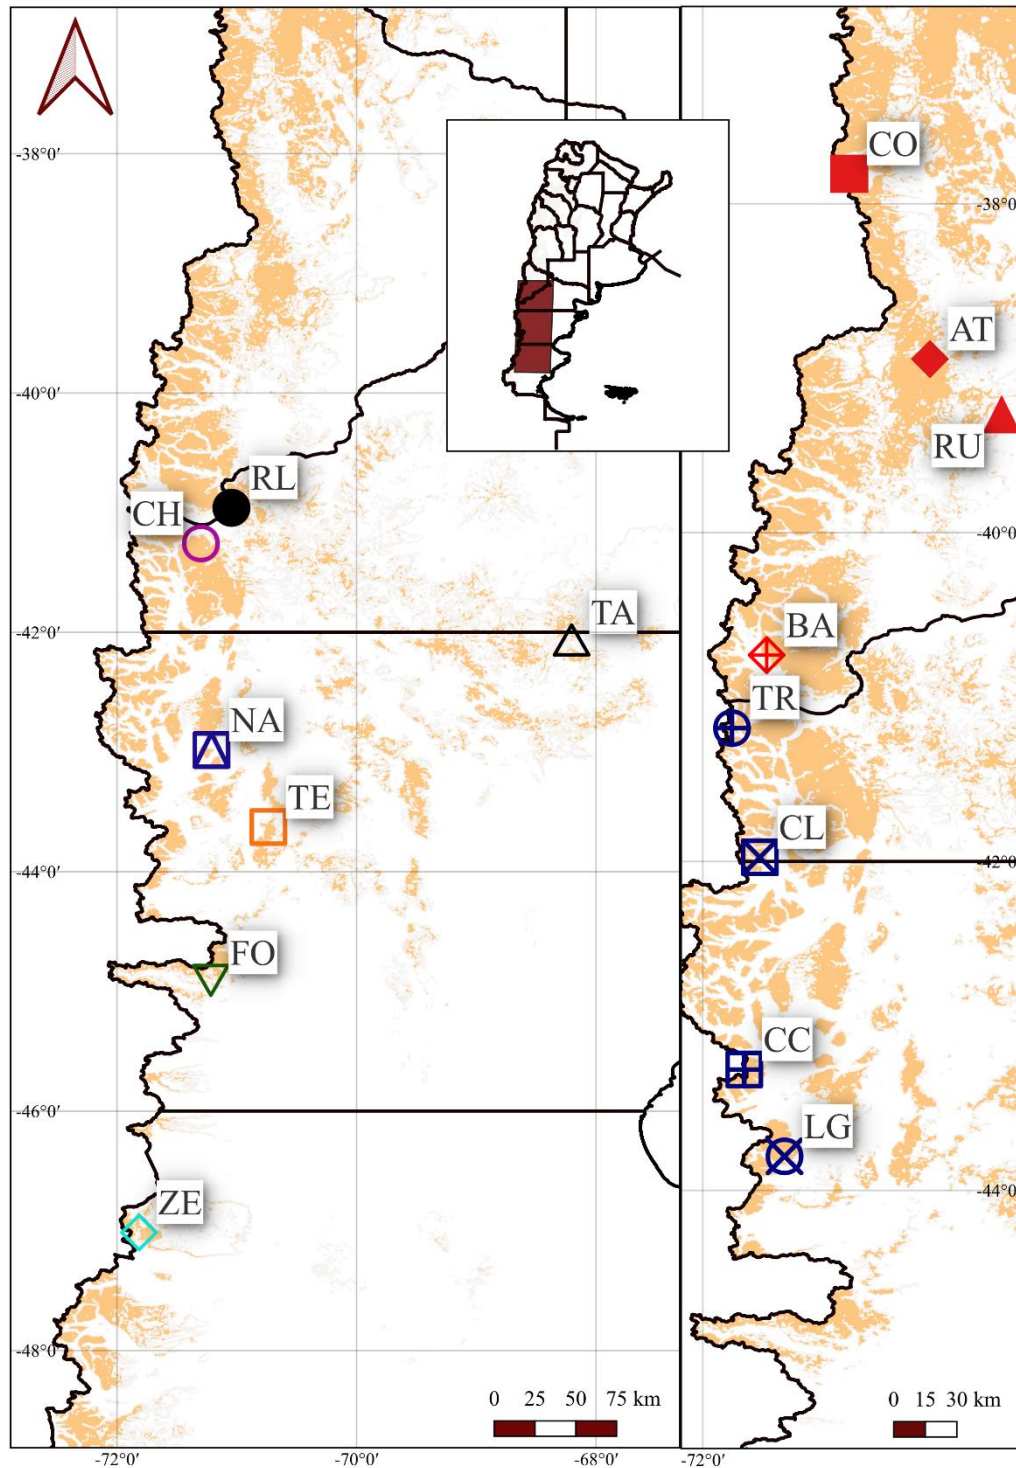 -38°0′
-40°0′
-42°0′
-44°0′
-46°0′
-48°0′
RL
CH
TA
NA
TE
FO
ZE
0 25 50 75 km
-72°0′
-70°0′
-68°0′
CO
-38°0
AT
RU
-40°0
BA
TR
CL
-42°0
CC
LG
-44°0
0 15 30 km
-72°0′